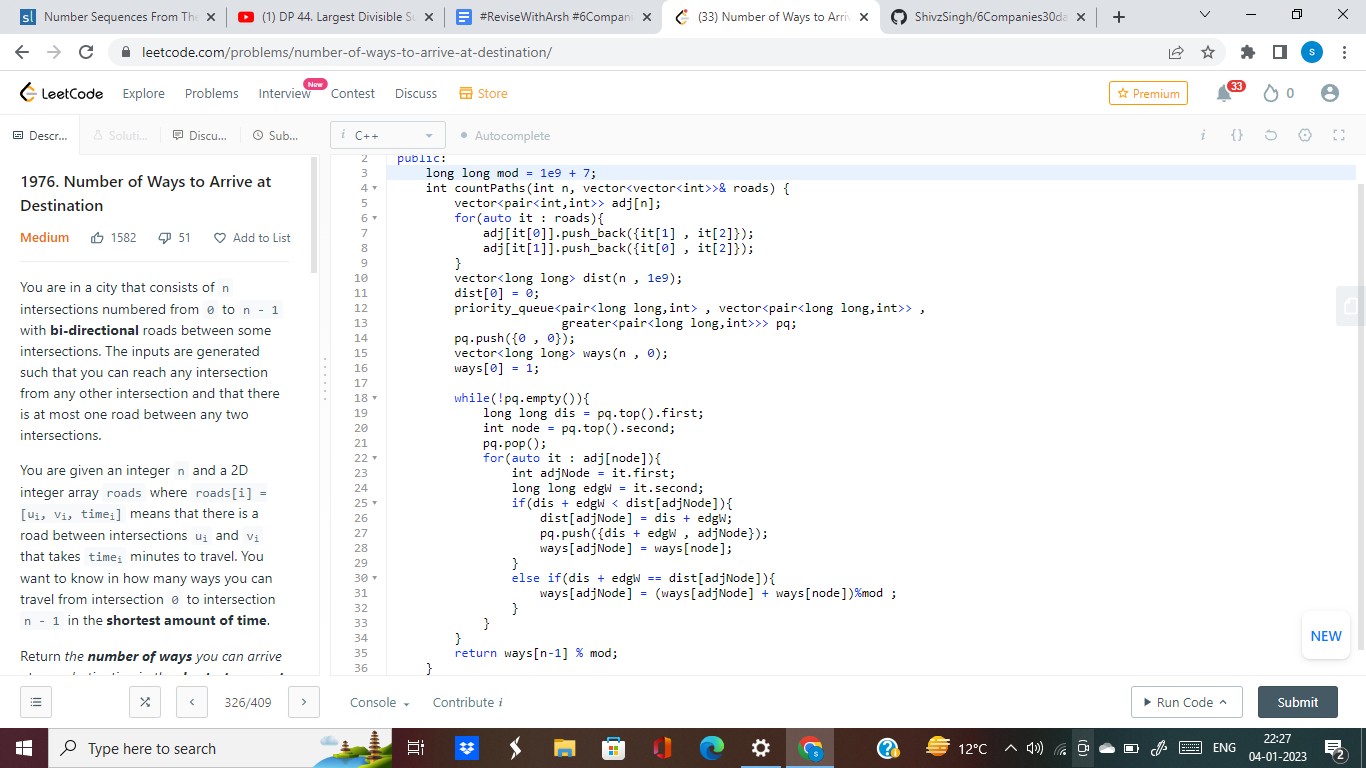 Number Sequences From The
(1) DP 44. Largest Divisible Su
#ReviseWithArsh #6Compani
(33) Number of Ways to Arriv
ShivzSingh/6Companies30da
leetcode.com/problems/number-of-ways-to-arrive-at-destination/
S
LeetCode Explore Problems Interview New Contest Discuss Store Premium 33 0
Descr... Soluti... Discu... Sub... i C++ Autocomplete
1976. Number of Ways to Arrive at
Destination
Medium 1582 51 Add to List
You are in a city that consists of n
intersections numbered from 0 to n - 1
with bi-directional roads between some
intersections. The inputs are generated
such that you can reach any intersection
from any other intersection and that there
is at most one road between any two
intersections.
You are given an integer n and a 2D
integer array roads where roads[i] =
[ui, vi, timei] means that there is a
road between intersections ui and vi
that takes timei minutes to travel. You
want to know in how many ways you can
travel from intersection 0 to intersection
n - 1 in the shortest amount of time.
Return the number of ways you can arrive
2 public:
3 long long mod = 1e9 + 7;
4 int countPaths(int n, vector<vector<int>>& roads) {
5 vector<pair<int,int>> adj[n];
6 for(auto it : roads){
7 adj[it[0]].push_back({it[1] , it[2]});
8 adj[it[1]].push_back({it[0] , it[2]});
9 }
10 vector<long long> dist(n , 1e9);
11 dist[0] = 0;
12 priority_queue<pair<long long,int> , vector<pair<long long,int>> ,
13 greater<pair<long long,int>>> pq;
14 pq.push({0 , 0});
15 vector<long long> ways(n , 0);
16 ways[0] = 1;
17
18 while(!pq.empty()){
19 long long dis = pq.top().first;
20 int node = pq.top().second;
21 pq.pop();
22 for(auto it : adj[node]){
23 int adjNode = it.first;
24 long long edgW = it.second;
25 if(dis + edgW < dist[adjNode]){
26 dist[adjNode] = dis + edgW;
27 pq.push({dis + edgW , adjNode});
28 ways[adjNode] = ways[node];
29 }
30 else if(dis + edgW == dist[adjNode]){
31 ways[adjNode] = (ways[adjNode] + ways[node])%mod ;
32 }
33 }
34 }
35 return ways[n-1] % mod;
36 }
NEW
326/409 Console Contribute i Run Code Submit
Type here to search
12°C ENG 22:27
04-01-2023
2